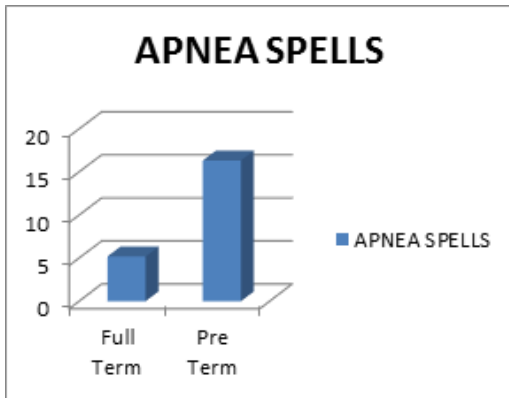 APNEA SPELLS
20
15
10
5
0
Full
Term
Pre
Term
APNEA SPELLS